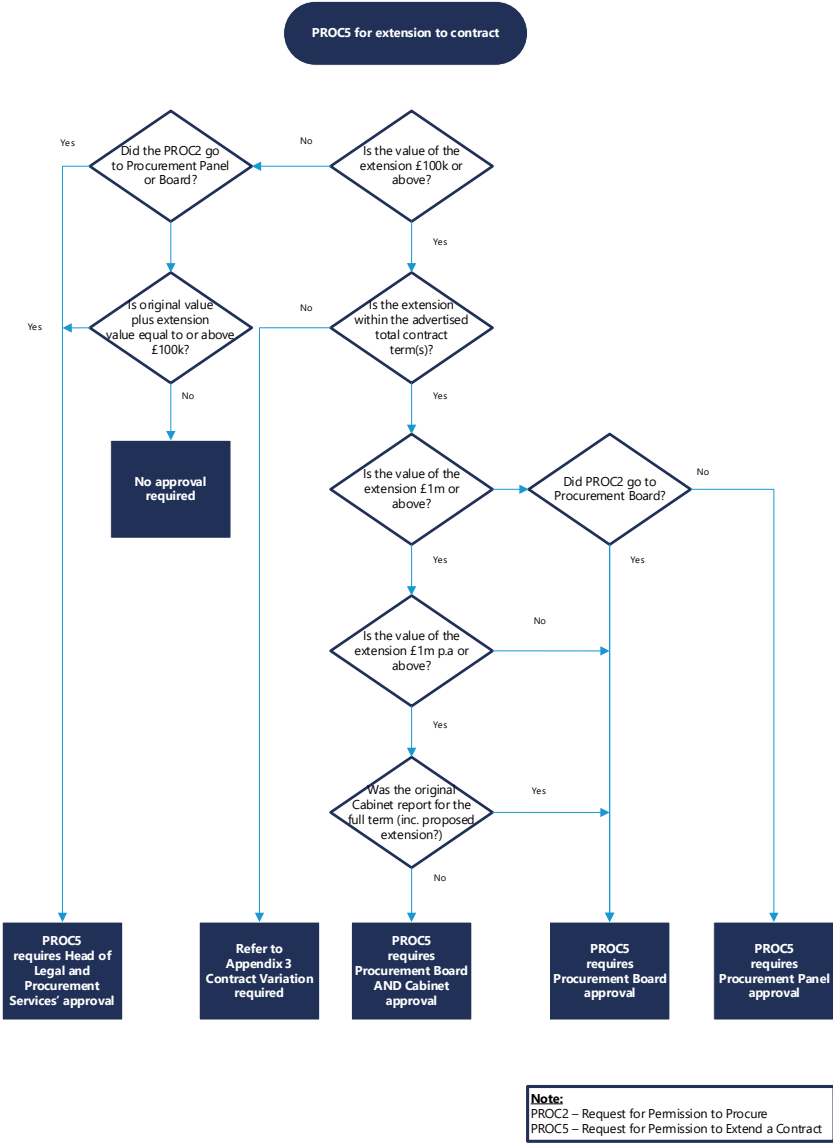 PROC5 for extension to contract
Yes
Did the PROC2 go
to Procurement Panel
or Board?
No
Is the value of the
extension £100k or
above?
Yes
Yes
Is original value
plus extension
value equal to or above
£100k?
No
Is the extension
within the advertised
total contract
term(s)?
No
Yes
No approval
required
Is the value of the
extension £1m or
above?
Did PROC2 go to
Procurement Board?
No
Yes
Yes
Is the value of the
extension £1m p.a or
above?
No
Yes
Was the original
Cabinet report for the
full term (inc. proposed
extension?)
Yes
No
PROC5
requires Head of
Legal and
Procurement
Services’ approval
Refer to
Appendix 3
Contract Variation
required
PROC5
requires
Procurement Board
AND Cabinet
approval
PROC5
requires
Procurement Board
approval
PROC5
requires
Procurement Panel
approval
Note:
PROC2 – Request for Permission to Procure
PROC5 – Request for Permission to Extend a Contract